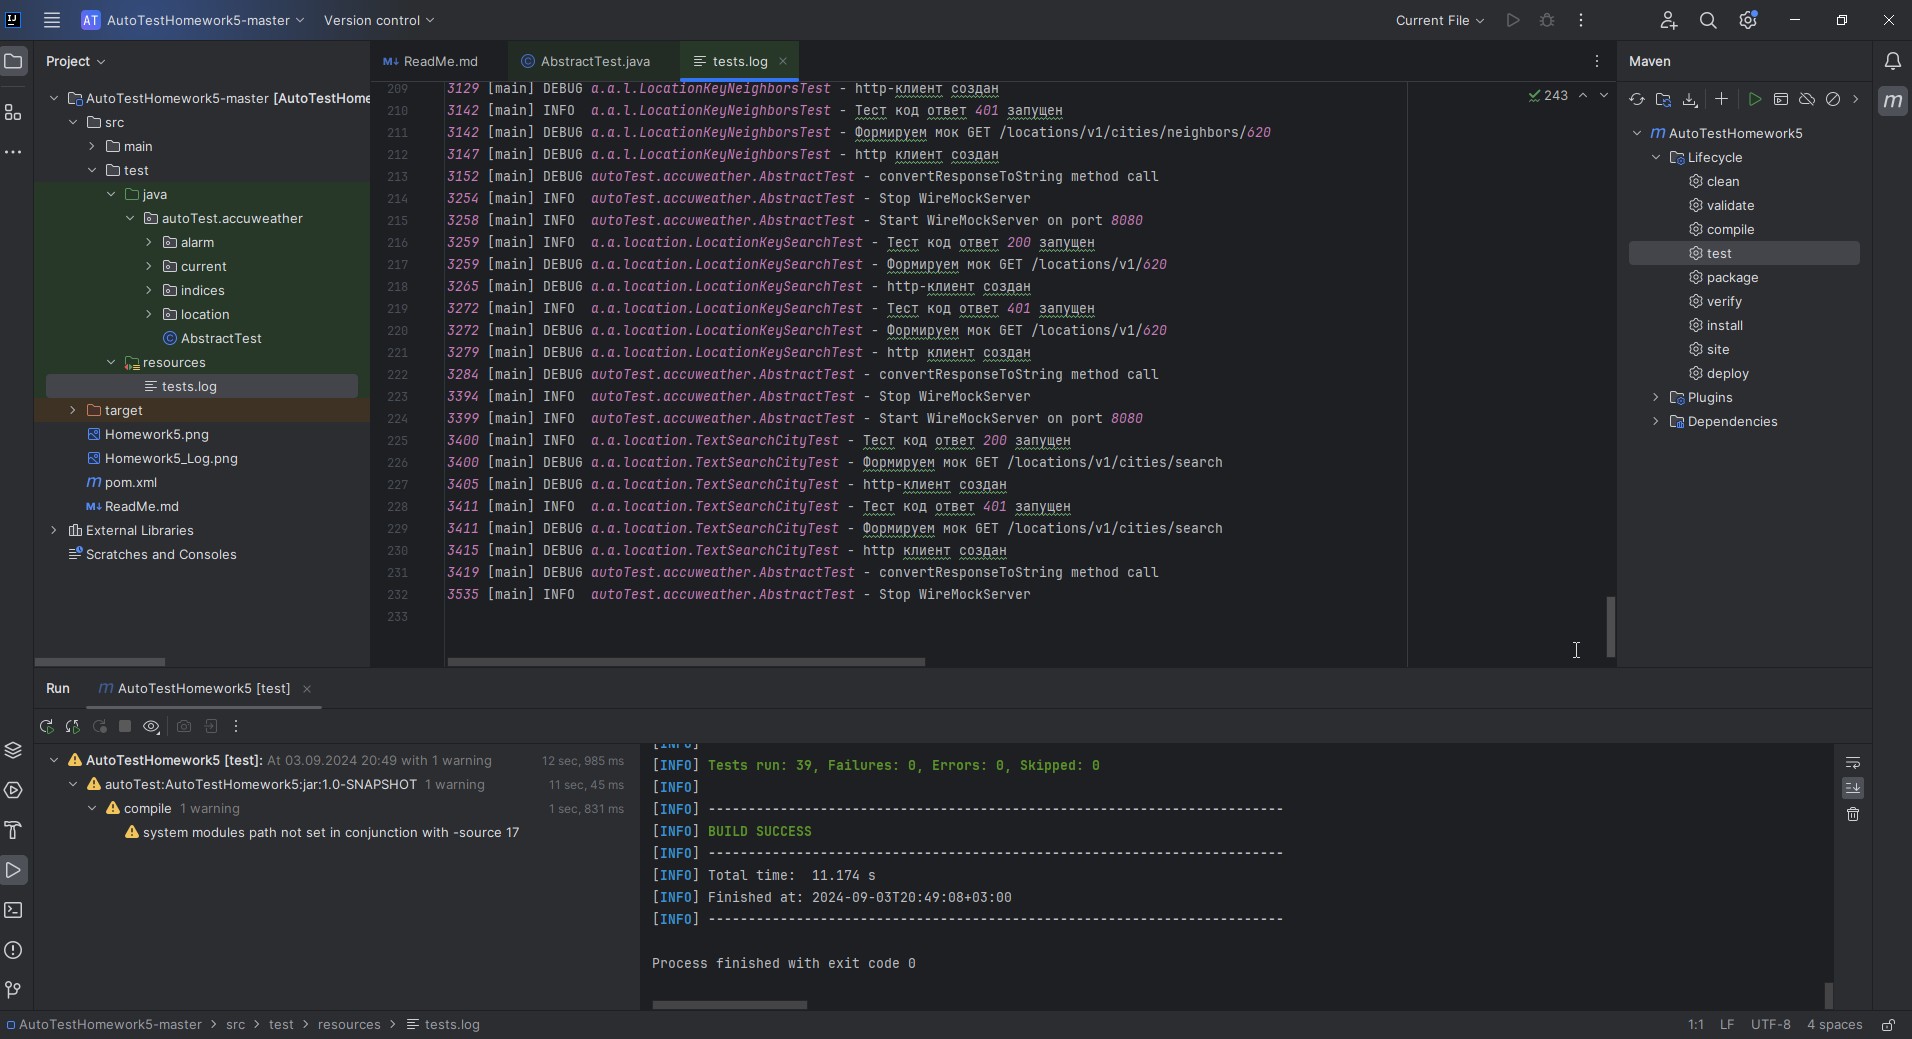 AT AutoTestHomework5-master Version control Current File
Project
AutoTestHomework5-master [AutoTestHome
src
main
test
java
autoTest.accuweather
alarm
current
indices
location
AbstractTest
resources
tests.log
target
Homework5.png
Homework5_Log.png
pom.xml
ReadMe.md
External Libraries
Scratches and Consoles
ReadMe.md AbstractTest.java tests.log
243
209 3129 [main] DEBUG a.a.l.LocationKeyNeighborsTest - http-клиент создан
210 3142 [main] INFO a.a.l.LocationKeyNeighborsTest - Тест код ответ 401 запущен
211 3142 [main] DEBUG a.a.l.LocationKeyNeighborsTest - Формируем мок GET /locations/v1/cities/neighbors/620
212 3147 [main] DEBUG a.a.l.LocationKeyNeighborsTest - http клиент создан
213 3152 [main] DEBUG autoTest.accuweather.AbstractTest - convertResponseToString method call
214 3254 [main] INFO autoTest.accuweather.AbstractTest - Stop WireMockServer
215 3258 [main] INFO autoTest.accuweather.AbstractTest - Start WireMockServer on port 8080
216 3259 [main] INFO a.a.location.LocationKeySearchTest - Тест код ответ 200 запущен
217 3259 [main] DEBUG a.a.location.LocationKeySearchTest - Формируем мок GET /locations/v1/620
218 3265 [main] DEBUG a.a.location.LocationKeySearchTest - http-клиент создан
219 3272 [main] INFO a.a.location.LocationKeySearchTest - Тест код ответ 401 запущен
220 3272 [main] DEBUG a.a.location.LocationKeySearchTest - Формируем мок GET /locations/v1/620
221 3279 [main] DEBUG a.a.location.LocationKeySearchTest - http клиент создан
222 3284 [main] DEBUG autoTest.accuweather.AbstractTest - convertResponseToString method call
223 3394 [main] INFO autoTest.accuweather.AbstractTest - Stop WireMockServer
224 3399 [main] INFO autoTest.accuweather.AbstractTest - Start WireMockServer on port 8080
225 3400 [main] INFO a.a.location.TextSearchCityTest - Тест код ответ 200 запущен
226 3400 [main] DEBUG a.a.location.TextSearchCityTest - Формируем мок GET /locations/v1/cities/search
227 3405 [main] DEBUG a.a.location.TextSearchCityTest - http-клиент создан
228 3411 [main] INFO a.a.location.TextSearchCityTest - Тест код ответ 401 запущен
229 3411 [main] DEBUG a.a.location.TextSearchCityTest - Формируем мок GET /locations/v1/cities/search
230 3415 [main] DEBUG a.a.location.TextSearchCityTest - http клиент создан
231 3419 [main] DEBUG autoTest.accuweather.AbstractTest - convertResponseToString method call
232 3535 [main] INFO autoTest.accuweather.AbstractTest - Stop WireMockServer
233
Maven
AutoTestHomework5
Lifecycle
clean
validate
compile
test
package
verify
install
site
deploy
Plugins
Dependencies
Run AutoTestHomework5 [test]
AutoTestHomework5 [test]: At 03.09.2024 20:49 with 1 warning 12 sec, 985 ms
autoTest:AutoTestHomework5:jar:1.0-SNAPSHOT 1 warning 11 sec, 45 ms
compile 1 warning 1 sec, 831 ms
system modules path not set in conjunction with -source 17
[INFO]
[INFO] Tests run: 39, Failures: 0, Errors: 0, Skipped: 0
[INFO]
[INFO] ------------------------------------------------------------------------
[INFO] BUILD SUCCESS
[INFO] ------------------------------------------------------------------------
[INFO] Total time:  11.174 s
[INFO] Finished at: 2024-09-03T20:49:08+03:00
[INFO] ------------------------------------------------------------------------
Process finished with exit code 0
AutoTestHomework5-master > src > test > resources > tests.log 1:1 LF UTF-8 4 spaces